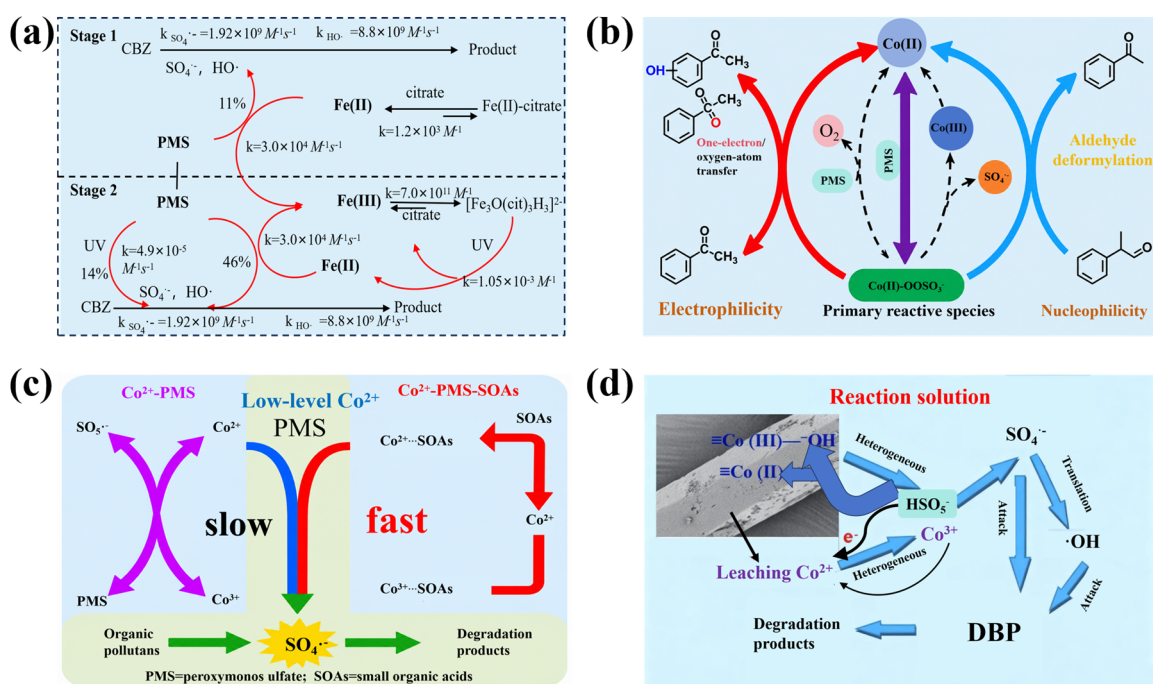 (a)
Stage 1
k SO₄·- =1.92×10⁹ M⁻¹s⁻¹
k HO· =8.8×10⁹ M⁻¹s⁻¹
CBZ
Product
SO₄·-, HO·
11%
Fe(II)
citrate
Fe(II)-citrate
k=1.2×10³ M⁻¹
PMS
k=3.0×10⁴ M⁻¹s⁻¹
Stage 2
PMS
Fe(III)
k=7.0×10¹¹ M⁻¹
citrate
[Fe₃O(cit)₃H₃]²⁻
UV
k=4.9×10⁻⁵
M⁻¹s⁻¹
14%
46%
k=3.0×10⁴ M⁻¹s⁻¹
Fe(II)
UV
k=1.05×10⁻³ M⁻¹
SO₄·-, HO·
CBZ
Product
k SO₄·- =1.92×10⁹ M⁻¹s⁻¹
k HO· =8.8×10⁹ M⁻¹s⁻¹
(b)
O
CH₃
OH
O
CH₃
C
O
One-electron/
oxygen-atom
transfer
O
CH₃
Electrophilicity
Co(II)
O₂
PMS
PMS
Co(III)
SO₄·-
Co(II)-OOSO₃⁻
Primary reactive species
O
Aldehyde
deformylation
O
Nucleophilicity
(c)
Co²⁺-PMS
Low-level Co²⁺
PMS
Co²⁺-PMS-SOAs
SO₅·-
Co²⁺
Co²⁺···SOAs
SOAs
slow
fast
Co²⁺
PMS
Co³⁺
Co³⁺···SOAs
Organic
pollutans
SO₄·-
Degradation
products
PMS=peroxymonos ulfate; SOAs=small organic acids
(d)
Reaction solution
≡Co (III)—⁻OH
≡Co (II)
Heterogeneous
HSO₅⁻
SO₄·-
Translation
Attack
·OH
e⁻
Co³⁺
Leaching Co²⁺
Heterogeneous
Attack
Degradation
products
DBP